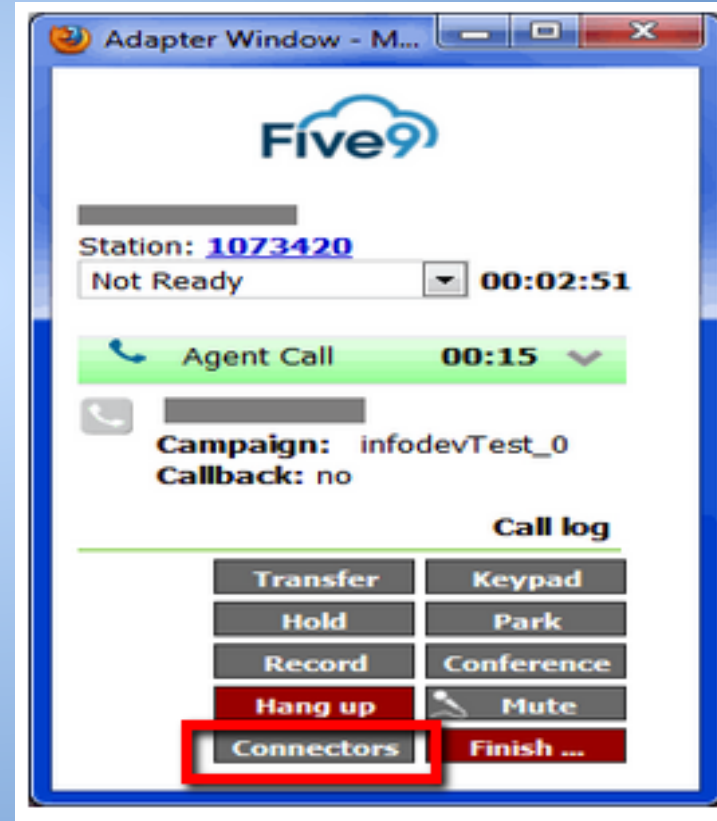 Adapter Window - M...
Five9
Station: 1073420
Not Ready 00:02:51
Agent Call 00:15
Campaign: infodevTest_0
Callback: no
Call log
Transfer Keypad
Hold Park
Record Conference
Hang up Mute
Connectors Finish ...